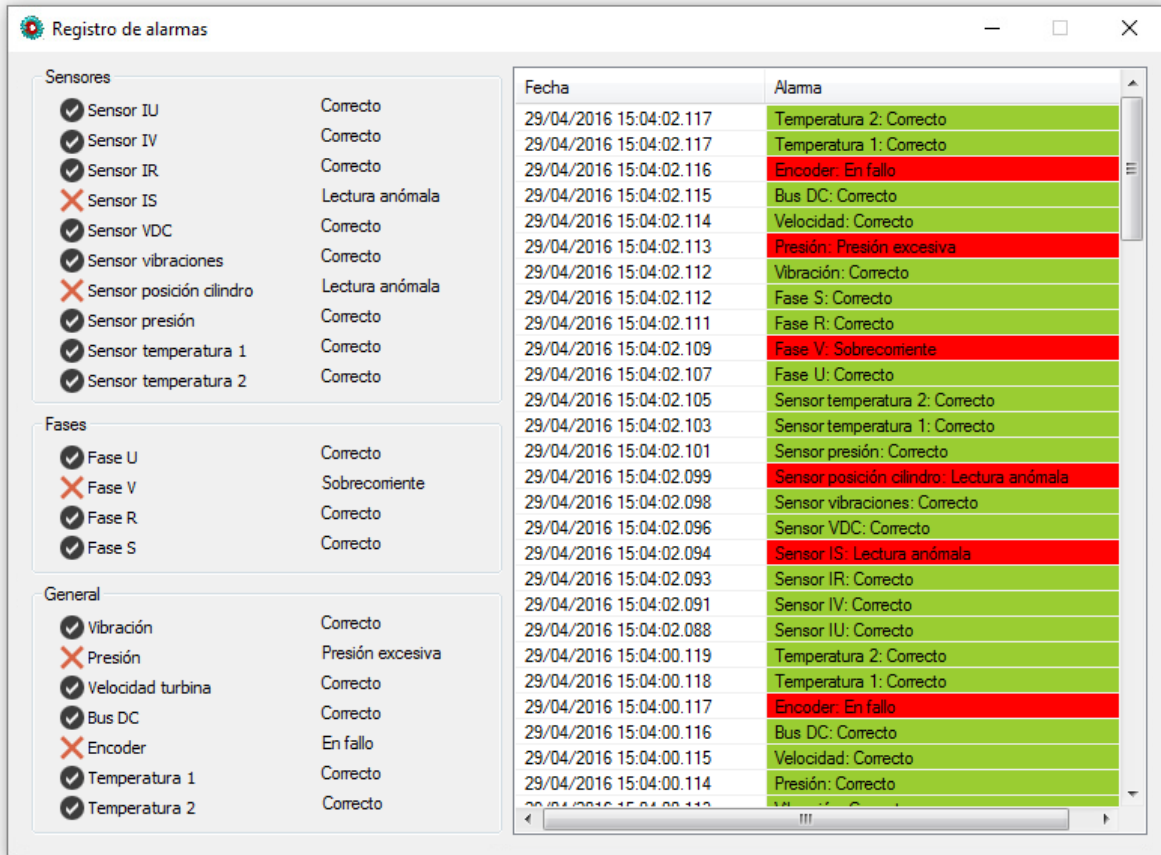 Registro de alarmas
Sensores
Sensor IU Correcto
Sensor IV Correcto
Sensor IR Correcto
Sensor IS Lectura anómala
Sensor VDC Correcto
Sensor vibraciones Correcto
Sensor posición cilindro Lectura anómala
Sensor presión Correcto
Sensor temperatura 1 Correcto
Sensor temperatura 2 Correcto
Fases
Fase U Correcto
Fase V Sobrecorriente
Fase R Correcto
Fase S Correcto
General
Vibración Correcto
Presión Presión excesiva
Velocidad turbina Correcto
Bus DC Correcto
Encoder En fallo
Temperatura 1 Correcto
Temperatura 2 Correcto
Fecha Alarma
29/04/2016 15:04:02.117 Temperatura 2: Correcto
29/04/2016 15:04:02.117 Temperatura 1: Correcto
29/04/2016 15:04:02.116 Encoder: En fallo
29/04/2016 15:04:02.115 Bus DC: Correcto
29/04/2016 15:04:02.114 Velocidad: Correcto
29/04/2016 15:04:02.113 Presión: Presión excesiva
29/04/2016 15:04:02.112 Vibración: Correcto
29/04/2016 15:04:02.112 Fase S: Correcto
29/04/2016 15:04:02.111 Fase R: Correcto
29/04/2016 15:04:02.109 Fase V: Sobrecorriente
29/04/2016 15:04:02.107 Fase U: Correcto
29/04/2016 15:04:02.105 Sensor temperatura 2: Correcto
29/04/2016 15:04:02.103 Sensor temperatura 1: Correcto
29/04/2016 15:04:02.101 Sensor presión: Correcto
29/04/2016 15:04:02.099 Sensor posición cilindro: Lectura anómala
29/04/2016 15:04:02.098 Sensor vibraciones: Correcto
29/04/2016 15:04:02.096 Sensor VDC: Correcto
29/04/2016 15:04:02.094 Sensor IS: Lectura anómala
29/04/2016 15:04:02.093 Sensor IR: Correcto
29/04/2016 15:04:02.091 Sensor IV: Correcto
29/04/2016 15:04:02.088 Sensor IU: Correcto
29/04/2016 15:04:00.119 Temperatura 2: Correcto
29/04/2016 15:04:00.118 Temperatura 1: Correcto
29/04/2016 15:04:00.117 Encoder: En fallo
29/04/2016 15:04:00.116 Bus DC: Correcto
29/04/2016 15:04:00.115 Velocidad: Correcto
29/04/2016 15:04:00.114 Presión: Correcto